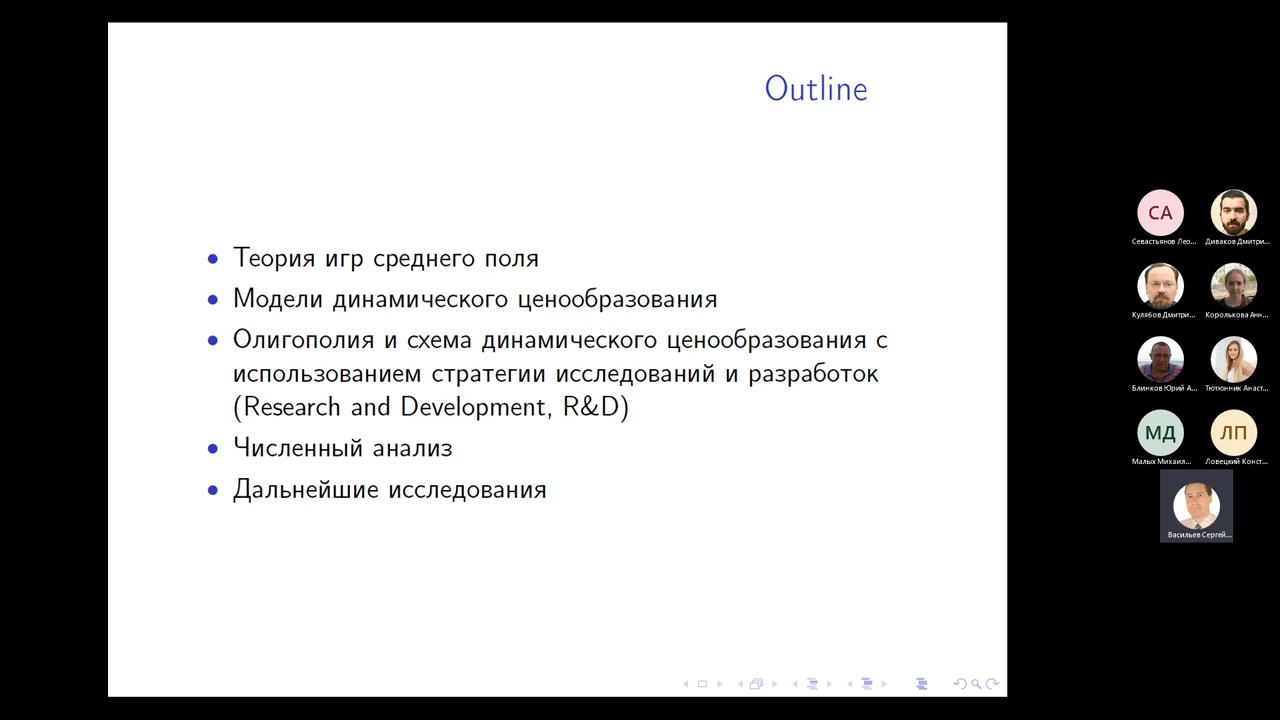 Outline
• Теория игр среднего поля
• Модели динамического ценообразования
• Олигополия и схема динамического ценообразования с
использованием стратегии исследований и разработок
(Research and Development, R&D)
• Численный анализ
• Дальнейшие исследования
СА
Севастьянов Лео...
Диваков Дмитри...
Кулябов Дмитри...
Королькова Анн...
Блинков Юрий А...
Тютюнник Анаст...
МД
ЛП
Малых Михаил...
Ловецкий Конст...
Васильев Сергей...